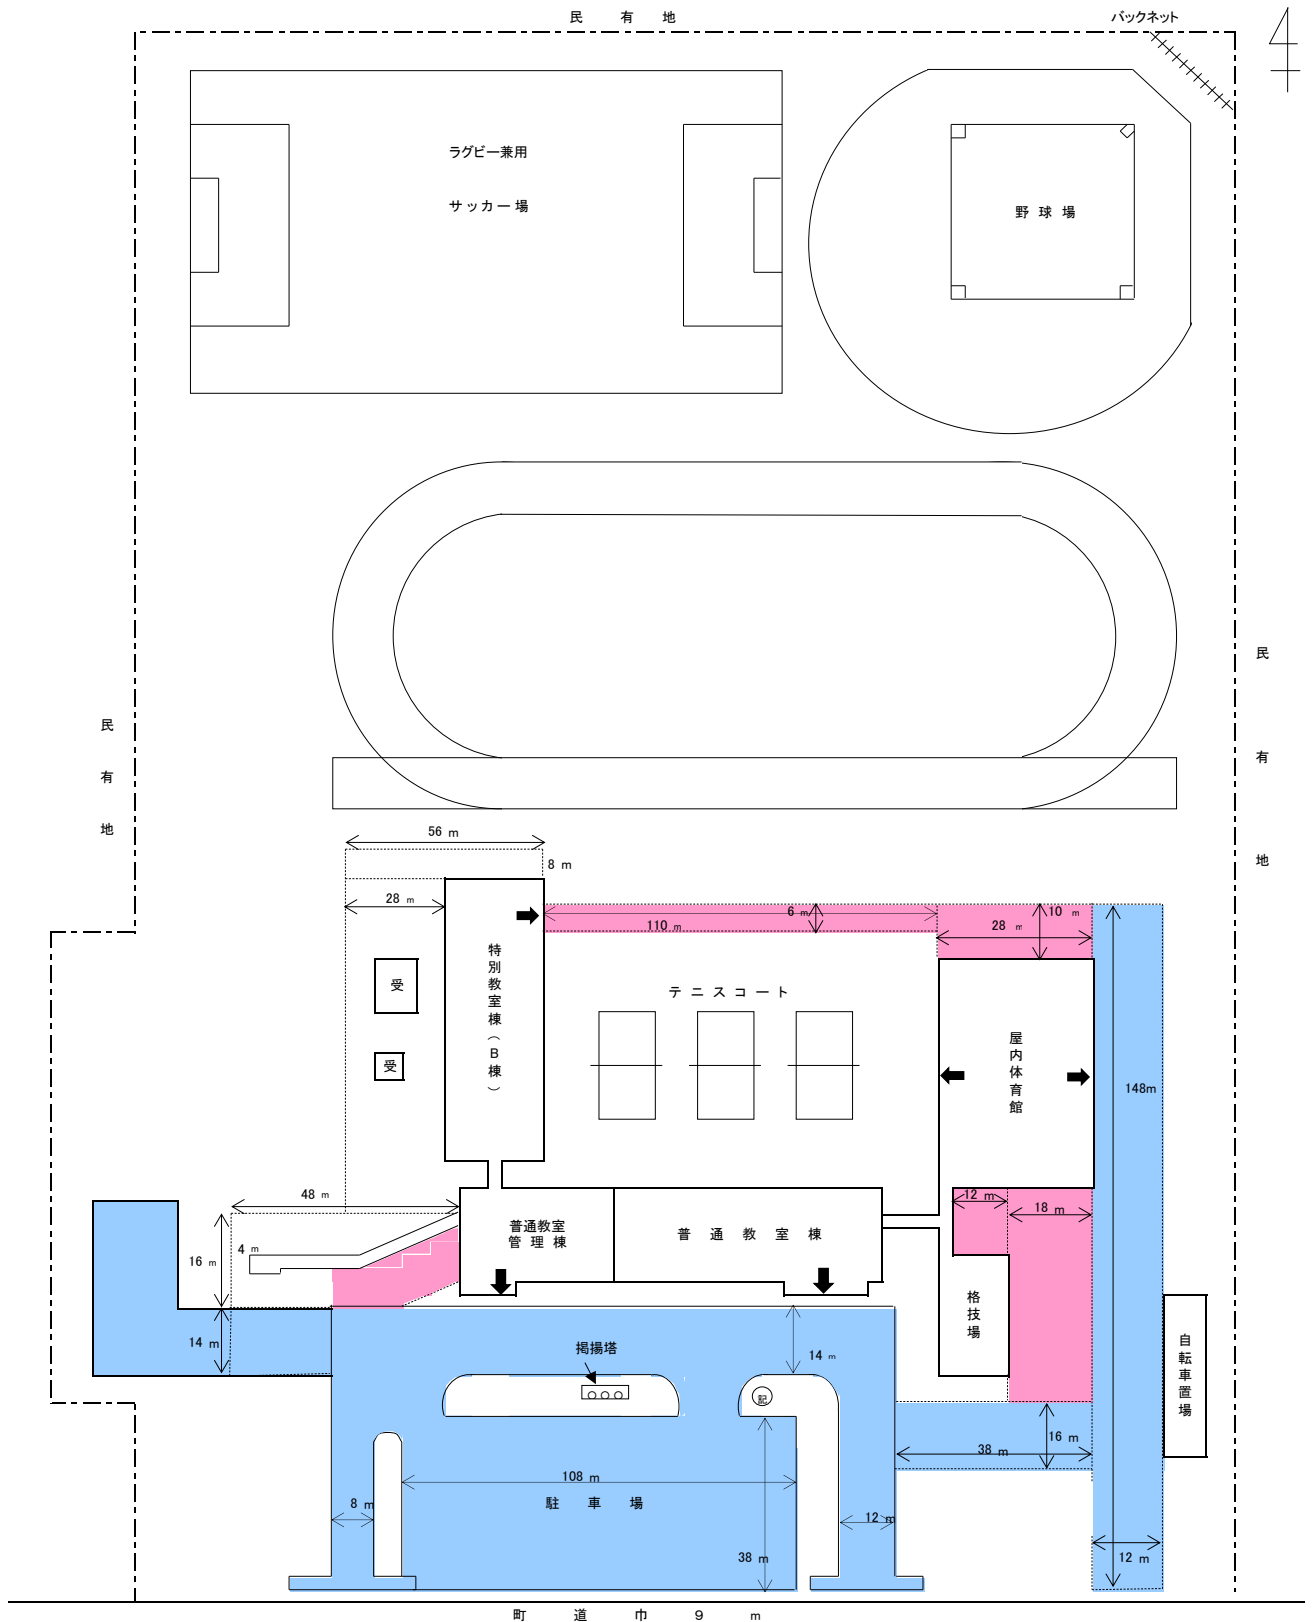 民 有 地
バックネット
ラグビー兼用
サッカー場
野 球 場
民 有 地
民 有 地
56 m
8 m
28 m
6 m
10 m
110 m
28 m
特別教室棟(B棟)
受
受
テ ニ ス コ ー ト
屋内体育館
148m
48 m
12 m
18 m
普通教室
管 理 棟
普 通 教 室 棟
4 m
16 m
格技場
14 m
14 m
自転車置場
掲揚塔
記
16 m
38 m
108 m
駐 車 場
8 m
12 m
38 m
12 m
町 道 巾 9 m